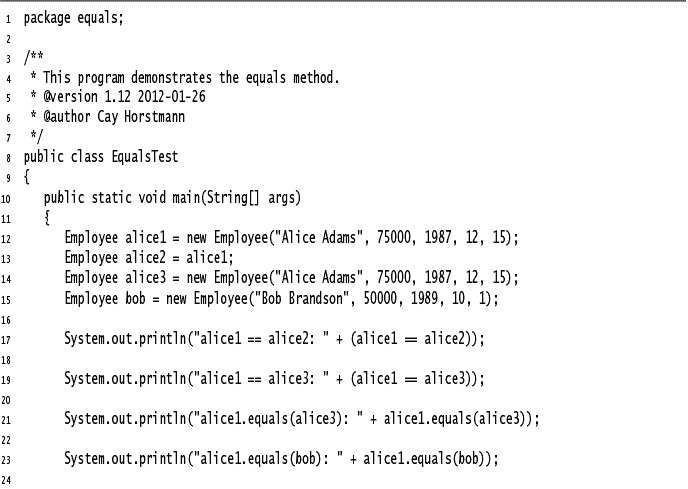 1 package equals;
2
3 /**
4  * This program demonstrates the equals method.
5  * @version 1.12 2012-01-26
6  * @author Cay Horstmann
7  */
8 public class EqualsTest
9 {
10    public static void main(String[] args)
11    {
12       Employee alice1 = new Employee("Alice Adams", 75000, 1987, 12, 15);
13       Employee alice2 = alice1;
14       Employee alice3 = new Employee("Alice Adams", 75000, 1987, 12, 15);
15       Employee bob = new Employee("Bob Brandson", 50000, 1989, 10, 1);
16
17       System.out.println("alice1 == alice2: " + (alice1 == alice2));
18
19       System.out.println("alice1 == alice3: " + (alice1 == alice3));
20
21       System.out.println("alice1.equals(alice3): " + alice1.equals(alice3));
22
23       System.out.println("alice1.equals(bob): " + alice1.equals(bob));
24